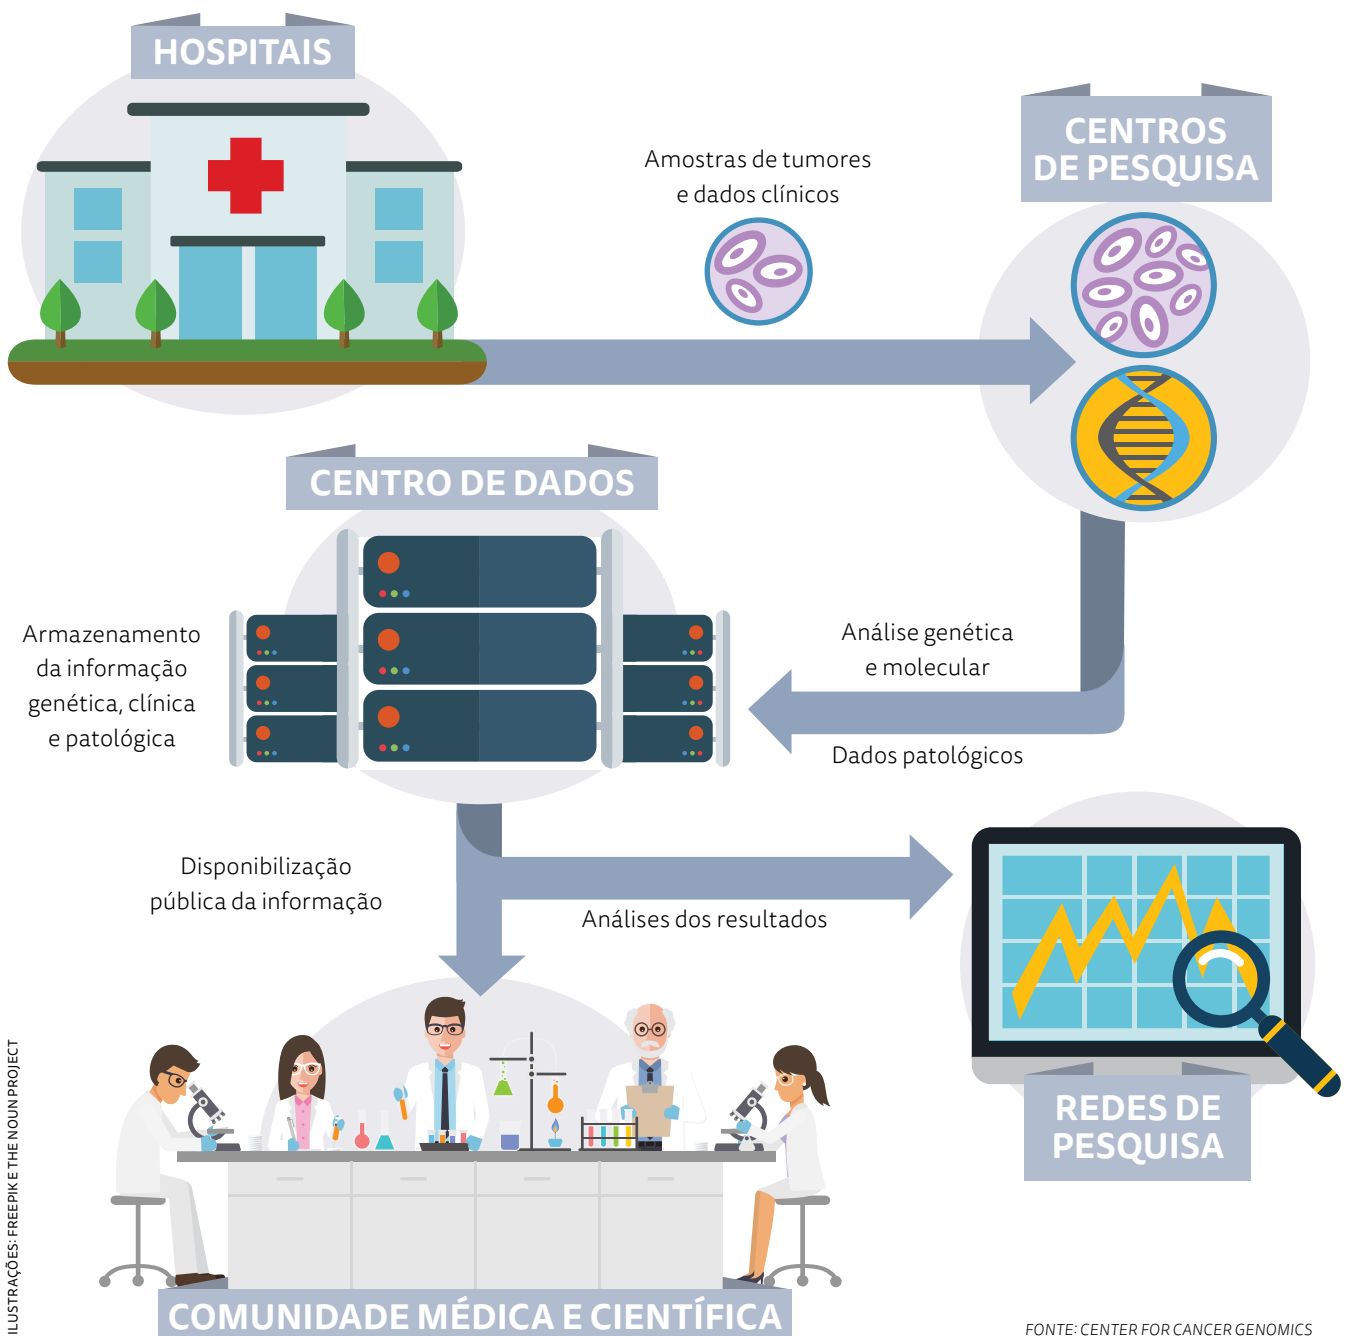 HOSPITAIS
Amostras de tumores
e dados clínicos
CENTROS
DE PESQUISA
CENTRO DE DADOS
Armazenamento
da informação
genética, clínica
e patológica
Análise genética
e molecular
Dados patológicos
Disponibilização
pública da informação
Análises dos resultados
REDES DE
PESQUISA
COMUNIDADE MÉDICA E CIENTÍFICA
ILUSTRAÇÕES: FREEPIK E THE NOUN PROJECT
FONTE: CENTER FOR CANCER GENOMICS